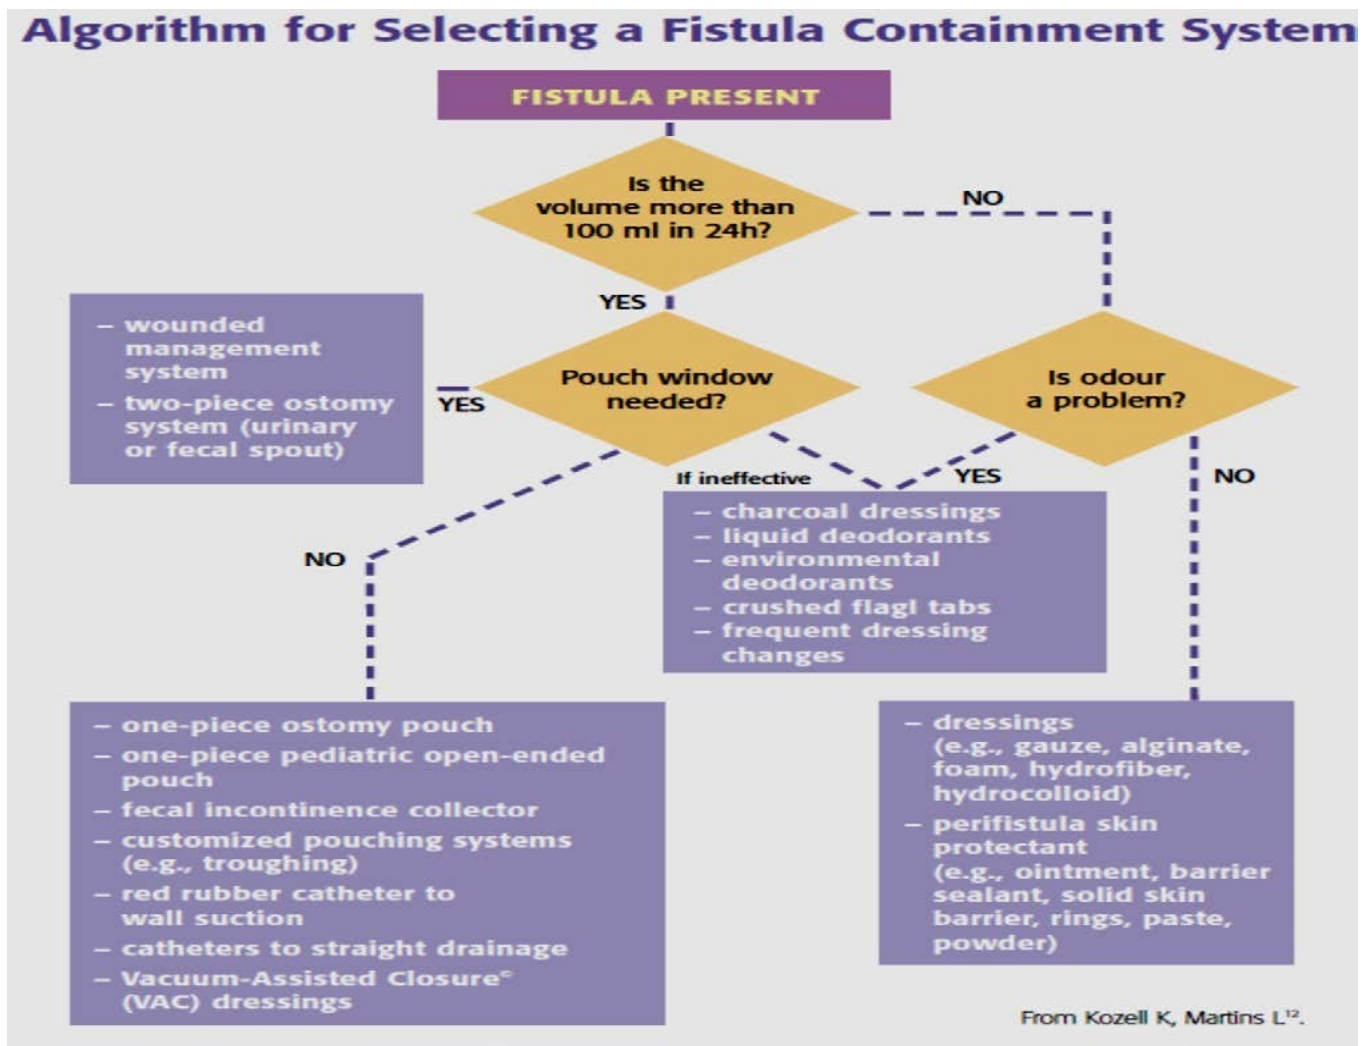 Algorithm for Selecting a Fistula Containment System
FISTULA PRESENT
Is the
volume more than
100 ml in 24h?
NO
YES
– wounded
management
system
– two-piece ostomy
system (urinary
or fecal spout)
YES
Pouch window
needed?
Is odour
a problem?
If ineffective
YES
NO
NO
– charcoal dressings
– liquid deodorants
– environmental
deodorants
– crushed flagl tabs
– frequent dressing
changes
– one-piece ostomy pouch
– one-piece pediatric open-ended
pouch
– fecal incontinence collector
– customized pouching systems
(e.g., troughing)
– red rubber catheter to
wall suction
– catheters to straight drainage
– Vacuum-Assisted Closure©
(VAC) dressings
– dressings
(e.g., gauze, alginate,
foam, hydrofiber,
hydrocolloid)
– perifistula skin
protectant
(e.g., ointment, barrier
sealant, solid skin
barrier, rings, paste,
powder)
From Kozell K, Martins L¹².